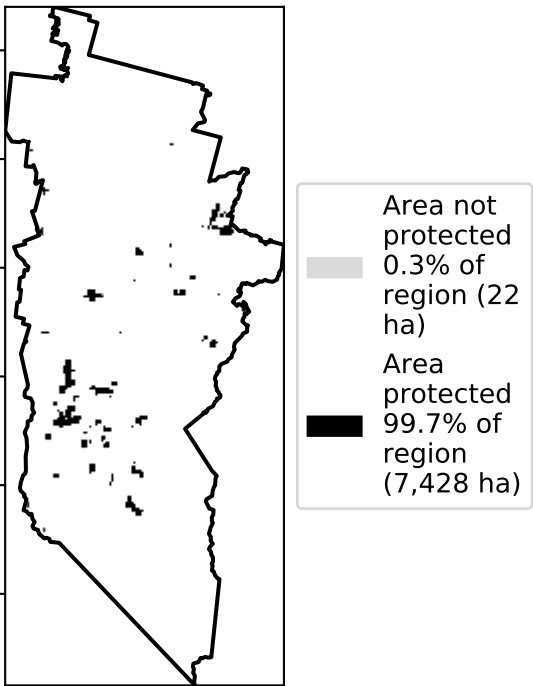 Area not
protected
0.3% of
region (22
ha)
Area
protected
99.7% of
region
(7,428 ha)